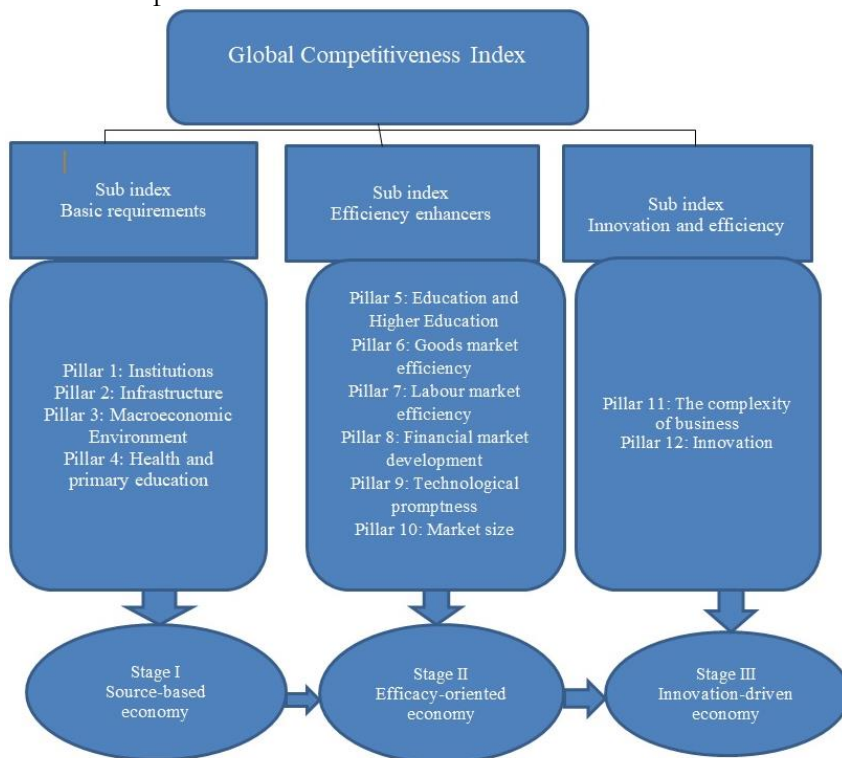 Global Competitiveness Index
Sub index
Basic requirements
Sub index
Efficiency enhancers
Sub index
Innovation and efficiency
Pillar 1: Institutions
Pillar 2: Infrastructure
Pillar 3: Macroeconomic
Environment
Pillar 4: Health and
primary education
Pillar 5: Education and
Higher Education
Pillar 6: Goods market
efficiency
Pillar 7: Labour market
efficiency
Pillar 8: Financial market
development
Pillar 9: Technological
promptness
Pillar 10: Market size
Pillar 11: The complexity
of business
Pillar 12: Innovation
Stage I
Source-based
economy
Stage II
Efficacy-oriented
economy
Stage III
Innovation-driven
economy